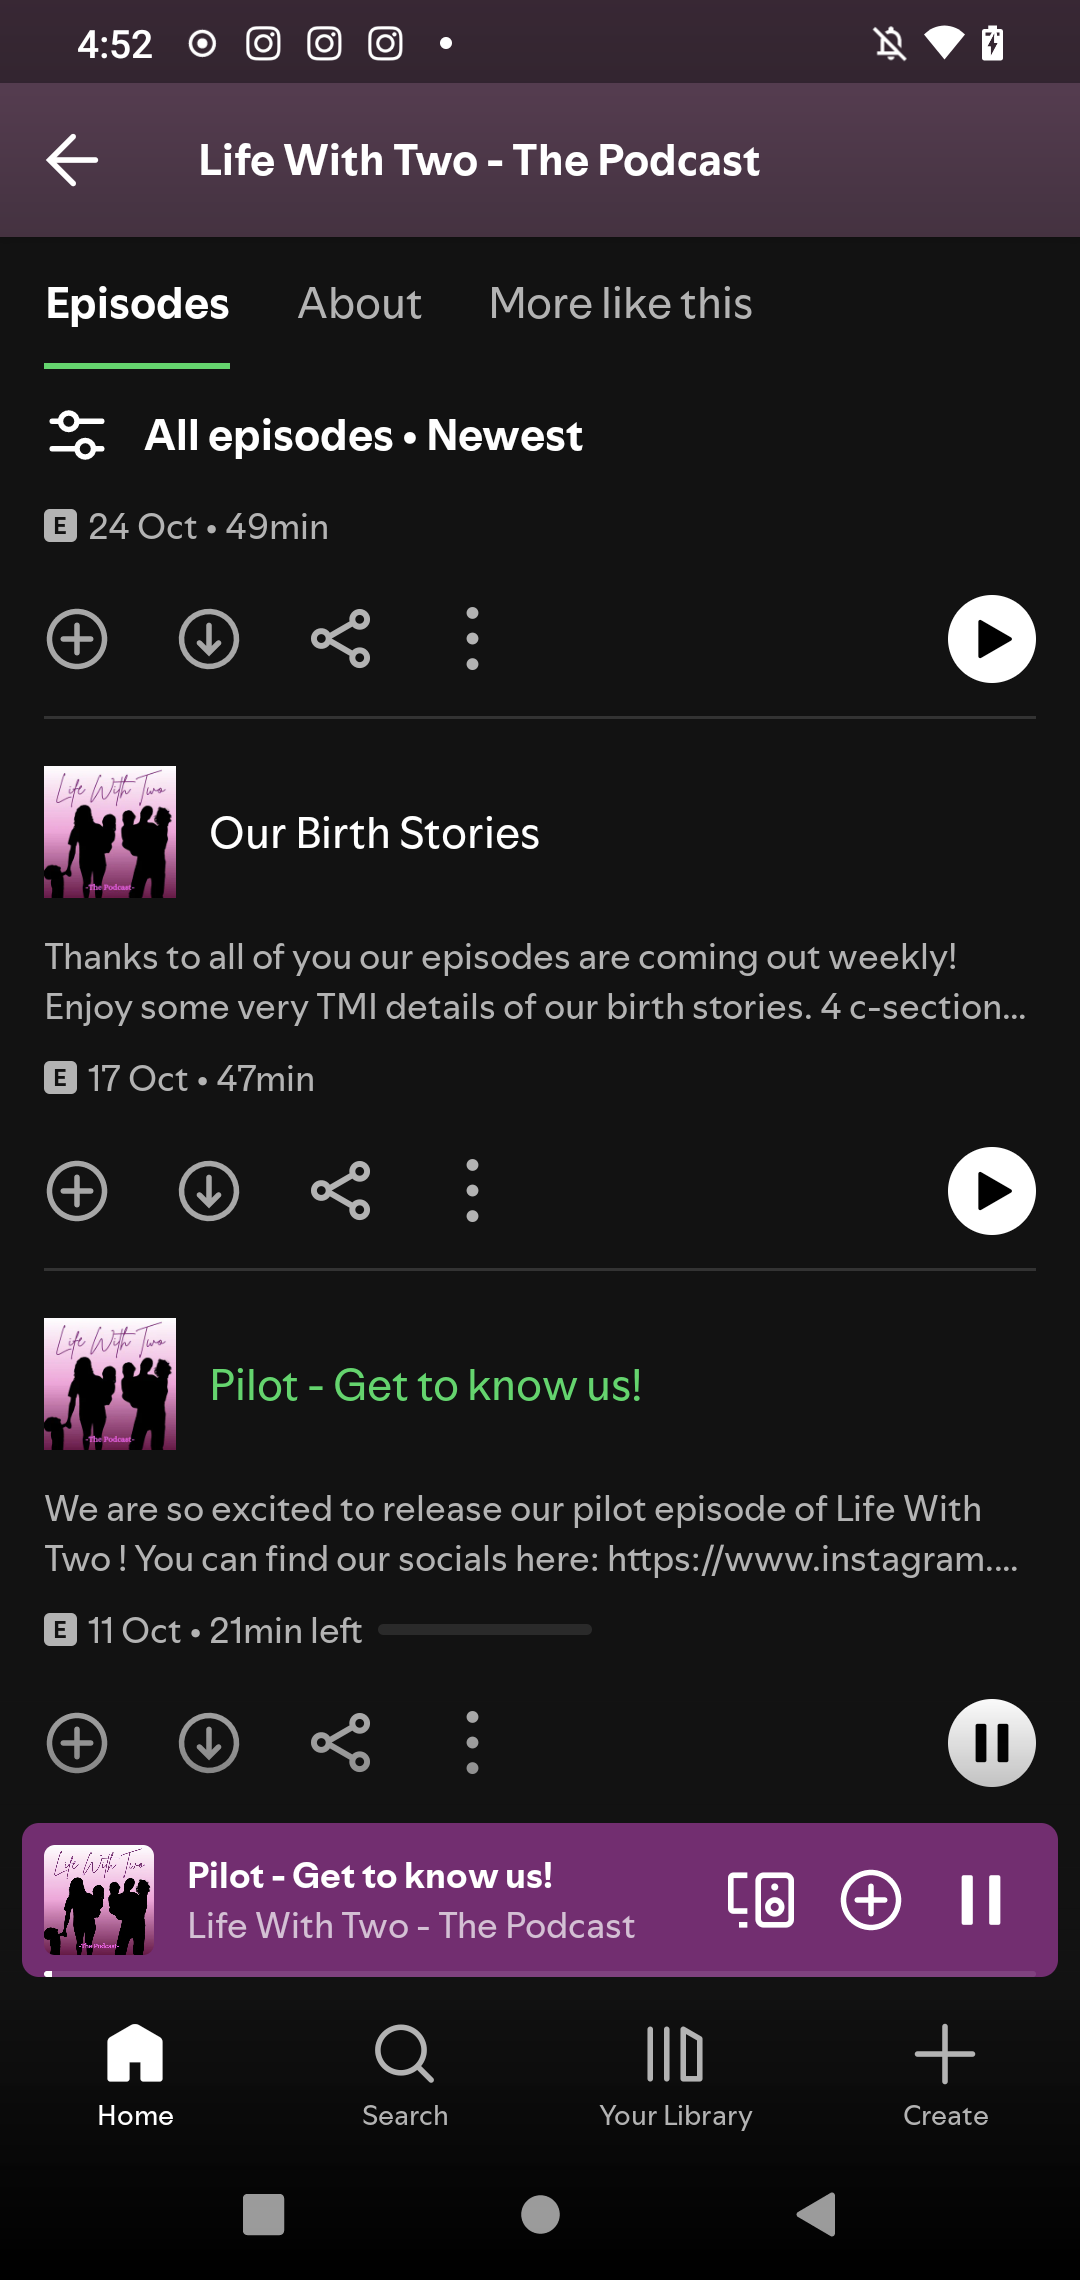 4:52
Life With Two - The Podcast
Episodes About More like this
All episodes • Newest
E 24 Oct • 49min
Life With Two
-The Podcast-
Our Birth Stories
Thanks to all of you our episodes are coming out weekly!
Enjoy some very TMI details of our birth stories. 4 c-section...
E 17 Oct • 47min
Life With Two
-The Podcast-
Pilot - Get to know us!
We are so excited to release our pilot episode of Life With
Two ! You can find our socials here: https://www.instagram....
E 11 Oct • 21min left
Life With Two
-The Podcast-
Pilot - Get to know us!
Life With Two - The Podcast
Home Search Your Library Create